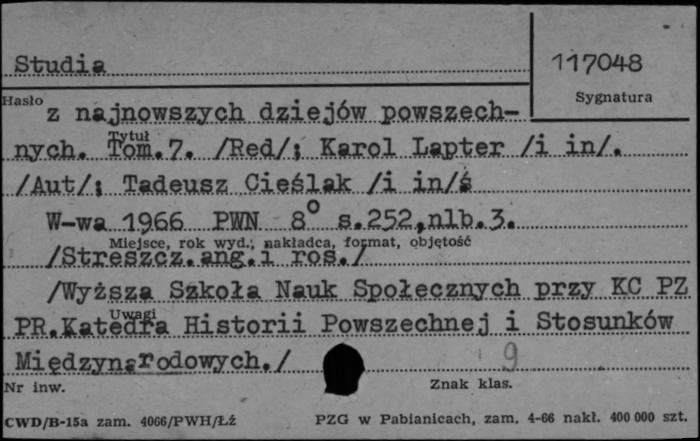 Studia
117048
Hasło
Sygnatura
z najnowszych dziejów powszech-
Tytuł
nych. Tom.7. /Red/; Karol Lapter /i in/.
/Aut/; Tadeusz Cieślak /i in/ś
W-wa 1966 PWN 8° s.252,nlb.3.
Miejsce, rok wyd., nakładca, format, objętość
/Streszcz.ang.i ros./
/Wyższa Szkoła Nauk Społecznych przy KC PZ
Uwagi
PR.Katedra Historii Powszechnej i Stosunków
Międzynarodowych./
9
Nr inw.
Znak klas.
CWD/B-15a zam. 4066/PWH/Łź
PZG w Pabianicach, zam. 4-66 nakł. 400 000 szt.